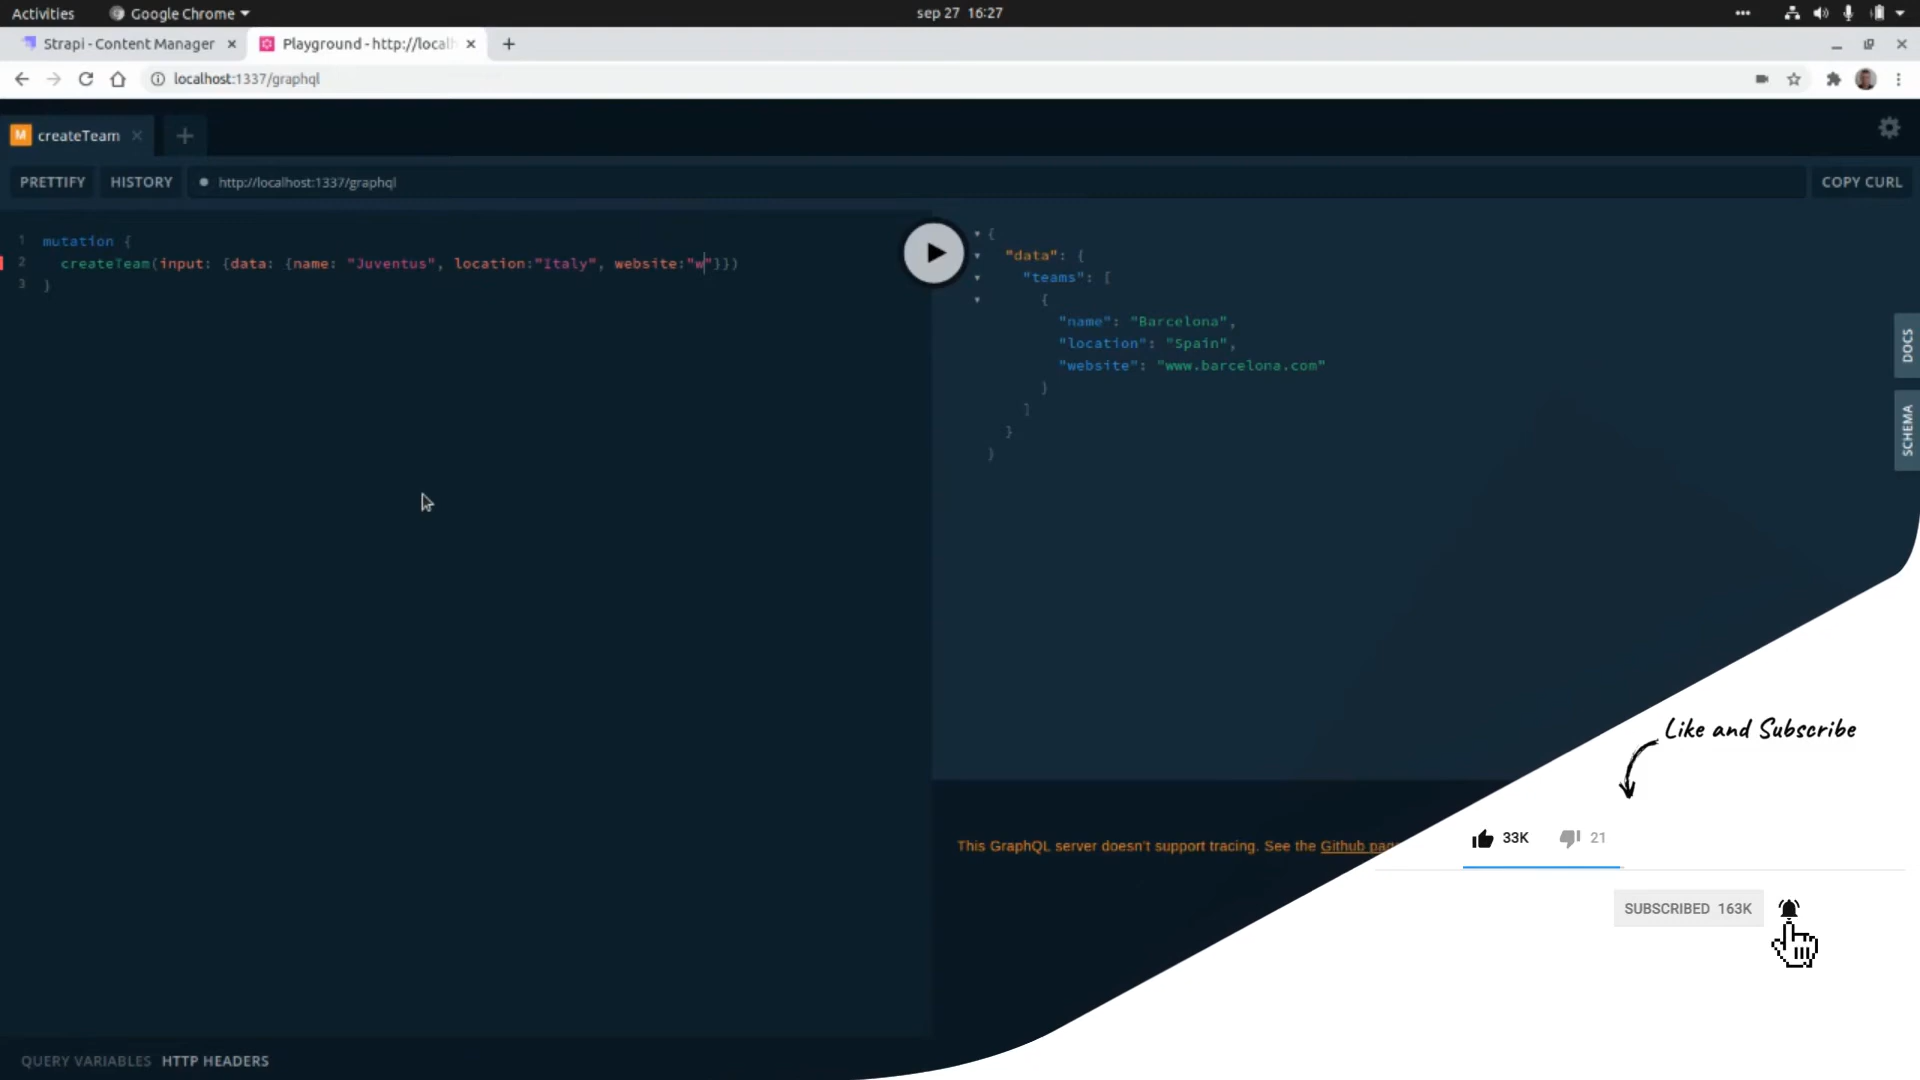 Activities Google Chrome sep 27 16:27
Strapi - Content Manager Playground - http://localh
localhost:1337/graphql
M createTeam
PRETTIFY HISTORY http://localhost:1337/graphql COPY CURL
1 mutation {
2 createTeam(input: {data: {name: "Juventus", location:"Italy", website:"w"}})
3 }
{
"data": {
"teams": [
{
"name": "Barcelona",
"location": "Spain",
"website": "www.barcelona.com"
}
]
}
}
DOCS
SCHEMA
Like and Subscribe
This GraphQL server doesn't support tracing. See the Github page
33K 21
SUBSCRIBED 163K
QUERY VARIABLES HTTP HEADERS